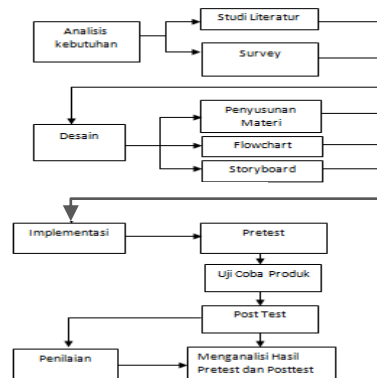 Studi Literatur
Analisis
kebutuhan
Survey
Desain
Penyusunan
Materi
Flowchart
Storyboard
Implementasi
Pretest
Uji Coba Produk
Post Test
Penilaian
Menganalisi Hasil
Pretest dan Posttest